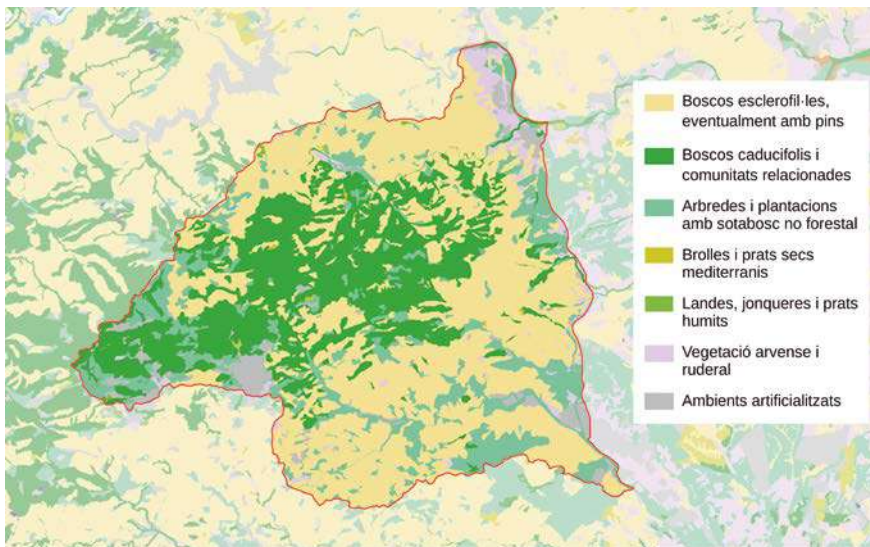 Boscos esclerofil·les,
eventualment amb pins
Boscos caducifolis i
comunitats relacionades
Arbredes i plantacions
amb sotabosc no forestal
Brolles i prats secs
mediterranis
Landes, jonqueres i prats
humits
Vegetació arvense i
ruderal
Ambients artificialitzats